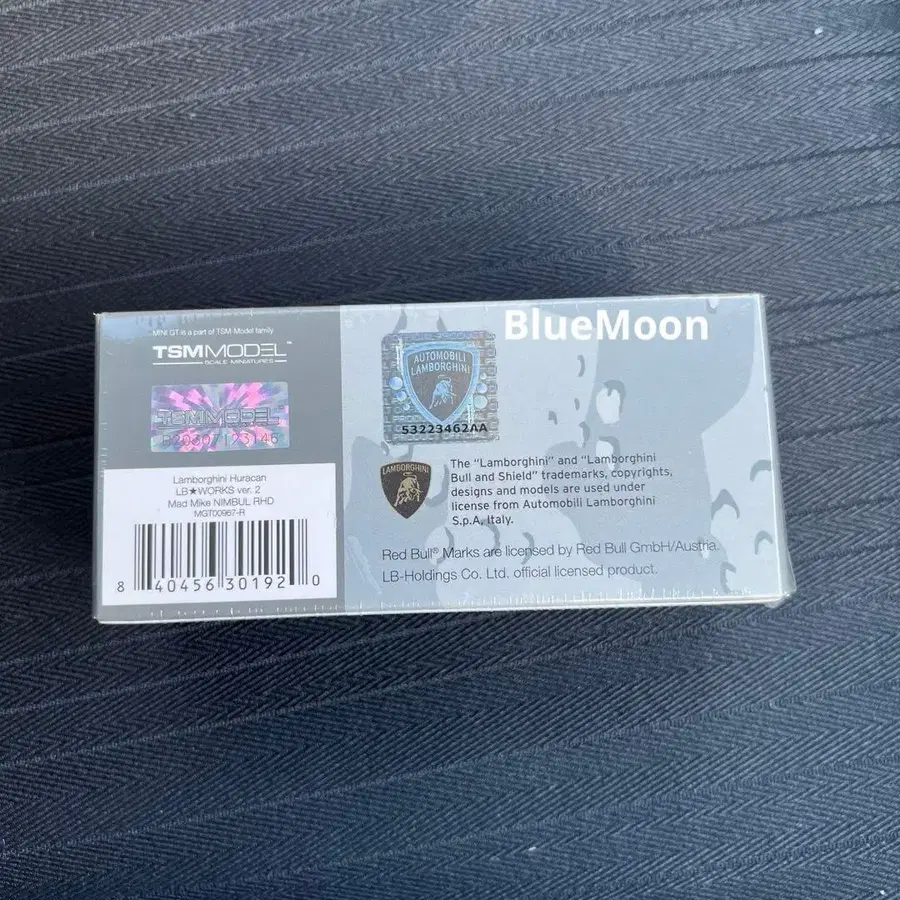 BlueMoon
MINI GT is a part of TSM-Model family
TSMMODEL™
SCALE MINIATURES
TSMMODEL
AUTOMOBILI
LAMBORGHINI
53223462AA
Lamborghini Huracan
LB★WORKS ver. 2
Mad Mike NIMBUL RHD
MGT00967-R
8 40456 30192 0
LAMBORGHINI
The "Lamborghini" and "Lamborghini
Bull and Shield" trademarks, copyrights,
designs and models are used under
license from Automobili Lamborghini
S.p.A, Italy.
Red Bull® Marks are licensed by Red Bull GmbH/Austria.
LB-Holdings Co. Ltd. official licensed product.